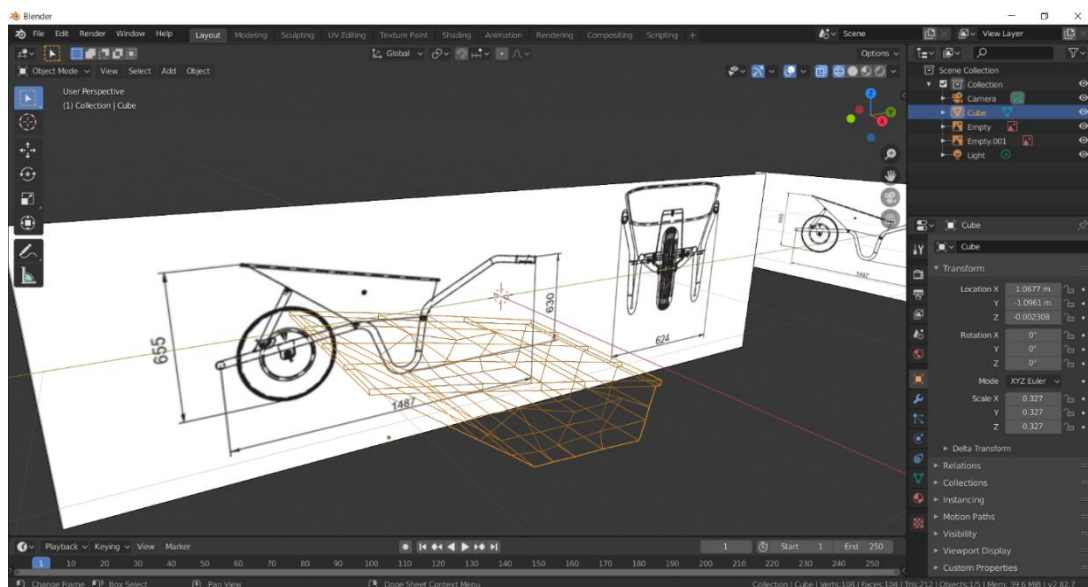 Blender
File Edit Render Window Help Layout Modeling Sculpting UV Editing Texture Paint Shading Animation Rendering Compositing Scripting + Scene View Layer
Global Options
Object Mode View Select Add Object
User Perspective
(1) Collection | Cube
Scene Collection
Collection
Camera
Cube
Empty
Empty.001
Light
Z
Y
X
655
1487
630
624
1487
Cube
Cube
Transform
Location X 1.0677 m
Y -1.0961 m
Z -0.002308
Rotation X 0°
Y 0°
Z 0°
Mode XYZ Euler
Scale X 0.327
Y 0.327
Z 0.327
Delta Transform
Relations
Collections
Instancing
Motion Paths
Visibility
Viewport Display
Custom Properties
Playback Keying View Marker 1 Start 1 End 250
1 10 20 30 40 50 60 70 80 90 100 110 120 130 140 150 160 170 180 190 200 210 220 230 240 250
Change Frame Box Select Pan View Dope Sheet Context Menu Collection | Cube | Verts:108 | Faces:104 | Tris:212 | Objects:1/5 | Mem: 39.6 MiB | v2.82.7